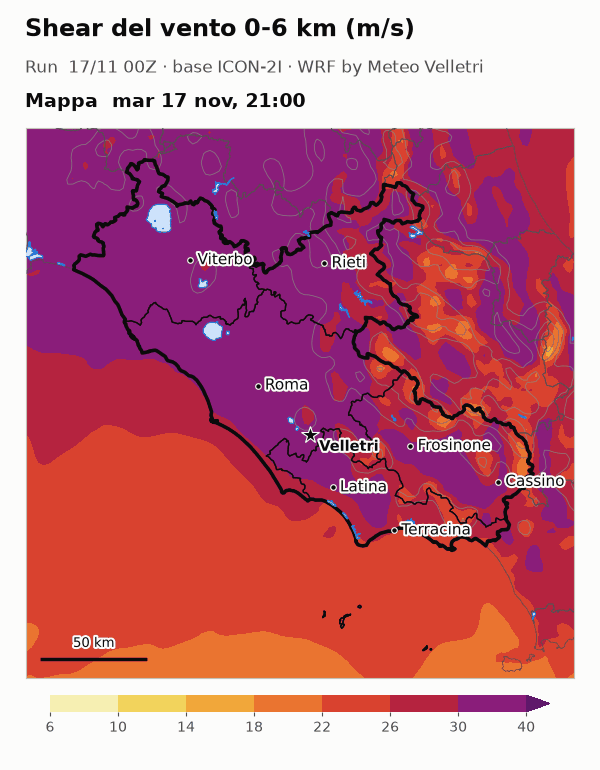 Shear del vento 0-6 km (m/s)
Run  17/11 00Z · base ICON-2I · WRF by Meteo Velletri
Mappa  mar 17 nov, 21:00
Viterbo
Rieti
Roma
Velletri
Frosinone
Cassino
Latina
Terracina
50 km
6 10 14 18 22 26 30 40